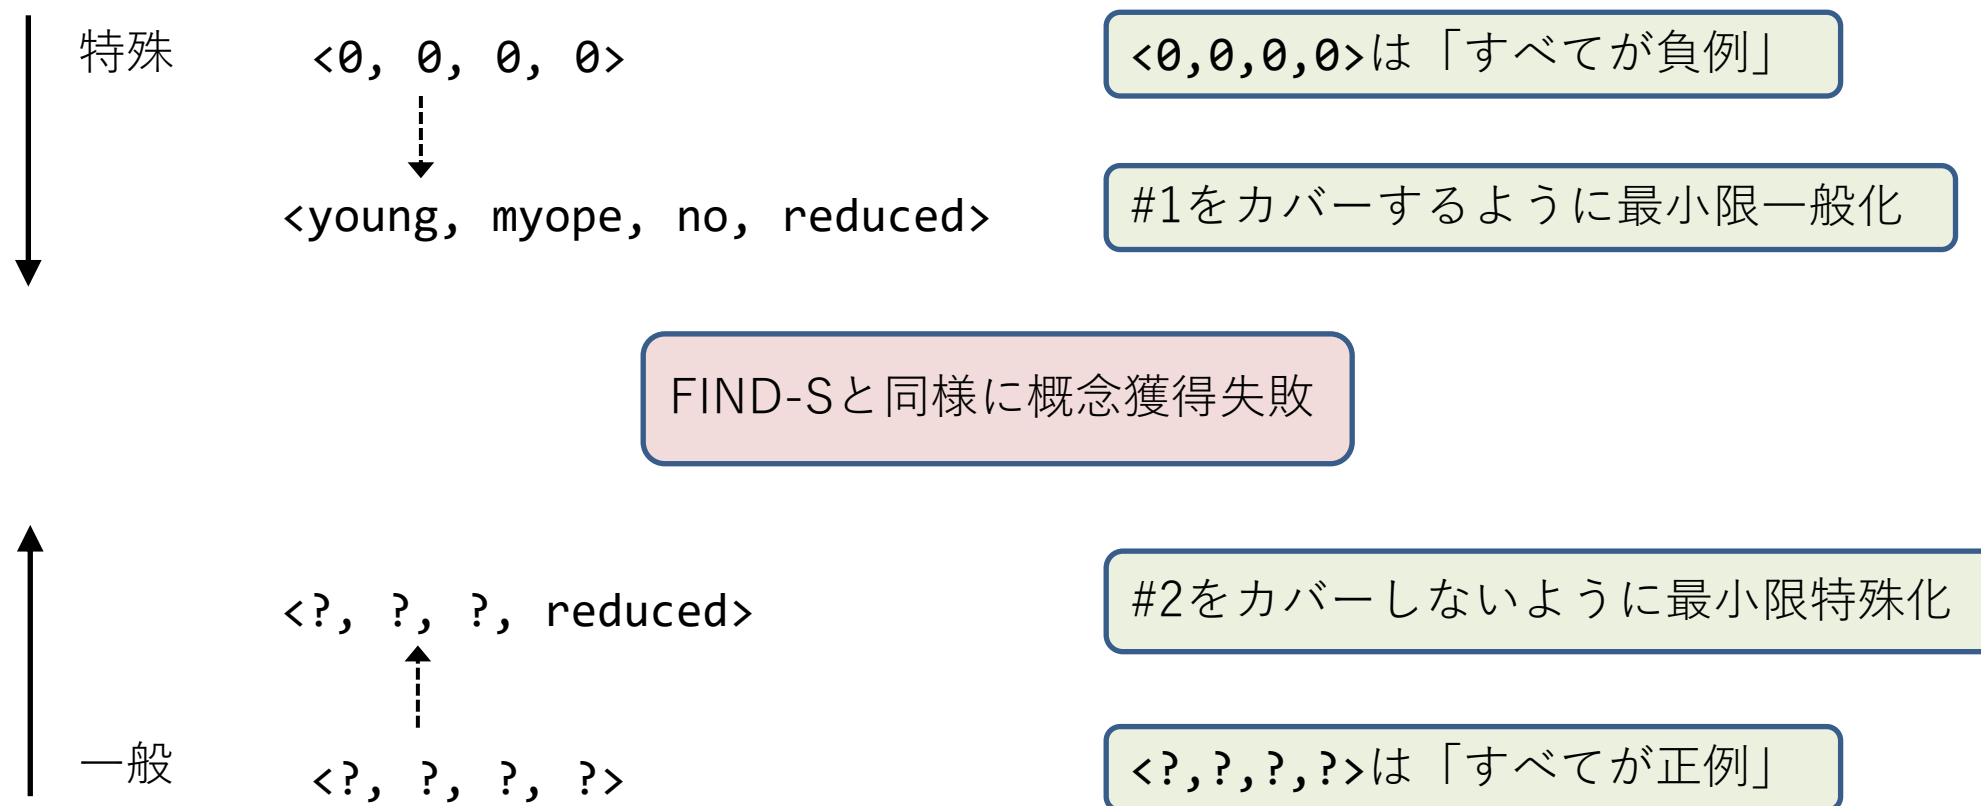 特殊
<0, 0, 0, 0>
<0,0,0,0>は「すべてが負例」
<young, myope, no, reduced>
#1をカバーするように最小限一般化
FIND-Sと同様に概念獲得失敗
<?, ?, ?, reduced>
#2をカバーしないように最小限特殊化
一般
<?, ?, ?, ?>
<?,?,?,?>は「すべてが正例」